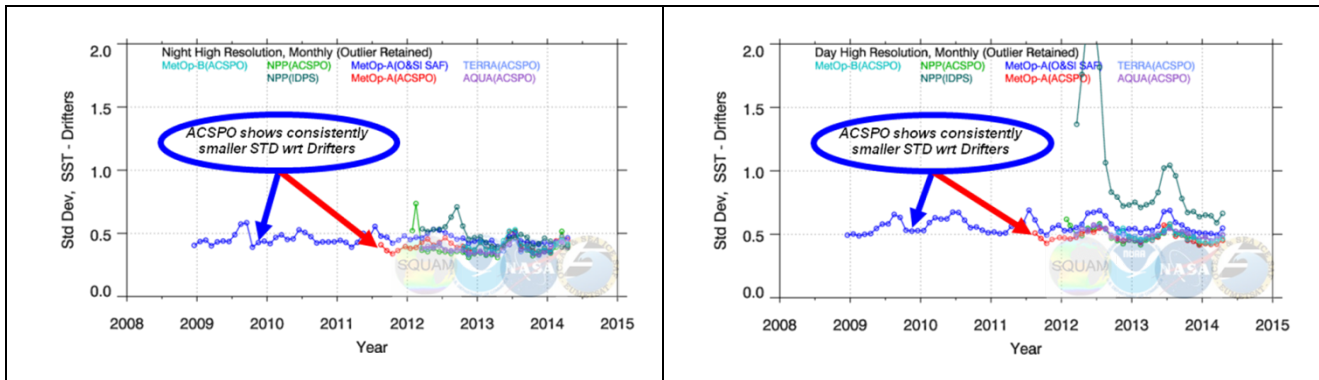 Night High Resolution, Monthly (Outlier Retained)
MetOp-B(ACSPO) NPP(ACSPO) MetOp-A(O&SI SAF) TERRA(ACSPO)
NPP(IDPS) MetOp-A(ACSPO) AQUA(ACSPO)
ACSPO shows consistently
smaller STD wrt Drifters
Std Dev, SST - Drifters
2.0
1.5
1.0
0.5
0.0
SQUAM
NASA
2008 2009 2010 2011 2012 2013 2014 2015
Year
Day High Resolution, Monthly (Outlier Retained)
MetOp-B(ACSPO) NPP(ACSPO) MetOp-A(O&SI SAF) TERRA(ACSPO)
NPP(IDPS) MetOp-A(ACSPO) AQUA(ACSPO)
ACSPO shows consistently
smaller STD wrt Drifters
Std Dev, SST - Drifters
2.0
1.5
1.0
0.5
0.0
SQUAM
NASA
2008 2009 2010 2011 2012 2013 2014 2015
Year